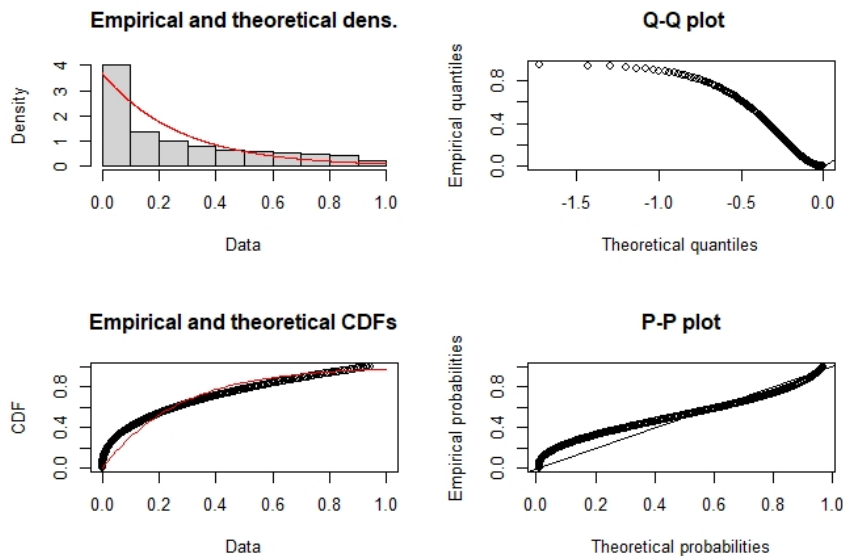 Empirical and theoretical dens.
Density
4
3
2
1
0
0.0 0.2 0.4 0.6 0.8 1.0
Data
Q-Q plot
Empirical quantiles
0.8
0.4
0.0
-1.5 -1.0 -0.5 0.0
Theoretical quantiles
Empirical and theoretical CDFs
CDF
0.8
0.4
0.0
0.0 0.2 0.4 0.6 0.8 1.0
Data
P-P plot
Empirical probabilities
0.8
0.4
0.0
0.0 0.2 0.4 0.6 0.8 1.0
Theoretical probabilities